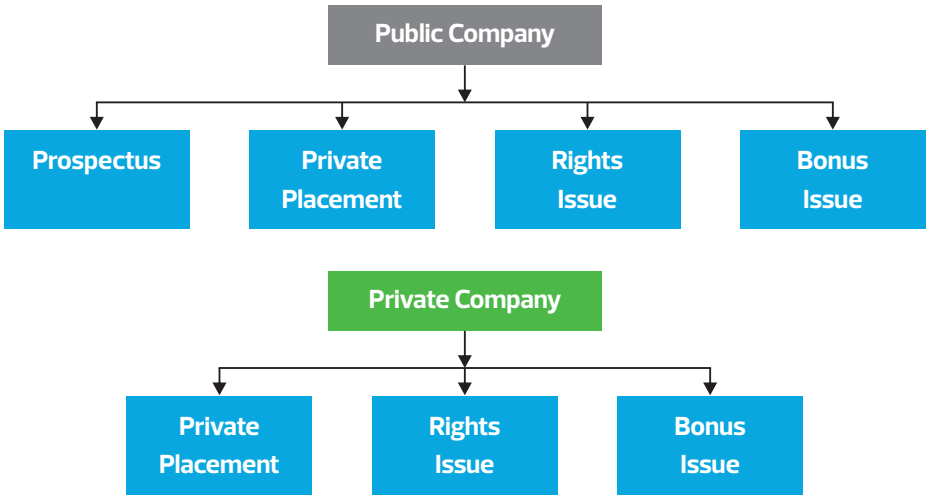 Public Company
Prospectus
Private
Placement
Rights
Issue
Bonus
Issue
Private Company
Private
Placement
Rights
Issue
Bonus
Issue